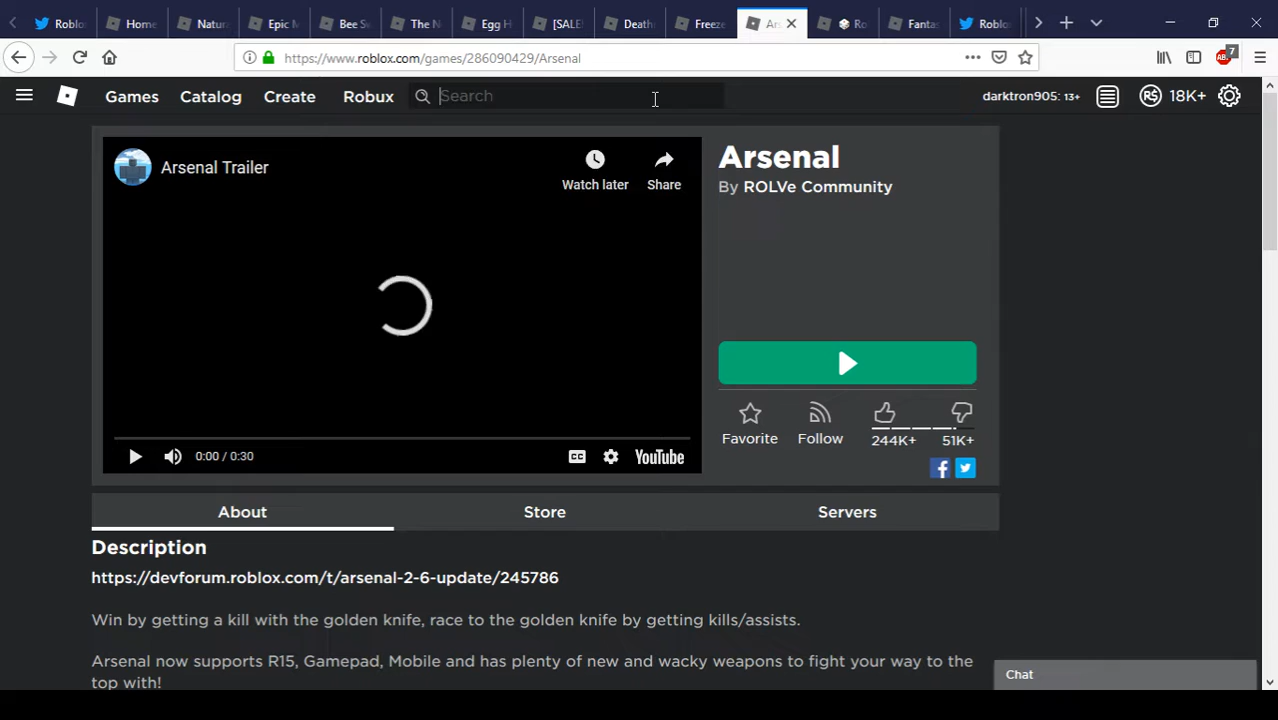 Roblo Home Natur Epic M Bee S The N Egg H [SALE! Death Freeze Ars Ro Fantas Roblo
https://www.roblox.com/games/286090429/Arsenal
7
Games Catalog Create Robux Search darktron905: 13+ R$ 18K+
Arsenal Trailer
Watch later Share
Arsenal
By ROLVe Community
Favorite Follow 244K+ 51K+
0:00 / 0:30 CC YouTube
About Store Servers
Description
https://devforum.roblox.com/t/arsenal-2-6-update/245786
Win by getting a kill with the golden knife, race to the golden knife by getting kills/assists.
Arsenal now supports R15, Gamepad, Mobile and has plenty of new and wacky weapons to fight your way to the
top with!
Chat